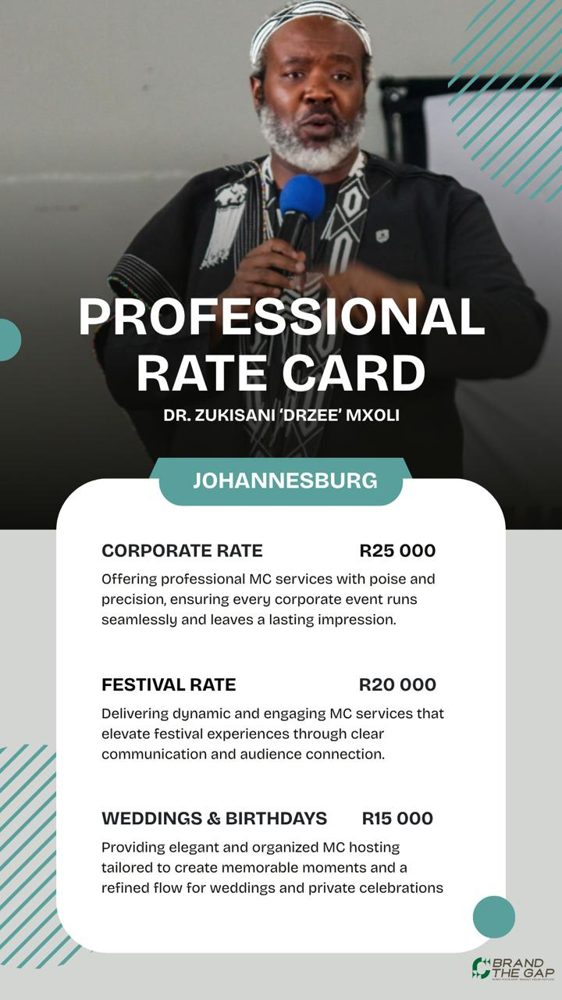 PROFESSIONAL
RATE CARD
DR. ZUKISANI ‘DRZEE’ MXOLI
JOHANNESBURG
CORPORATE RATE R25 000
Offering professional MC services with poise and
precision, ensuring every corporate event runs
seamlessly and leaves a lasting impression.
FESTIVAL RATE R20 000
Delivering dynamic and engaging MC services that
elevate festival experiences through clear
communication and audience connection.
WEDDINGS & BIRTHDAYS R15 000
Providing elegant and organized MC hosting
tailored to create memorable moments and a
refined flow for weddings and private celebrations
BRAND
THE GAP